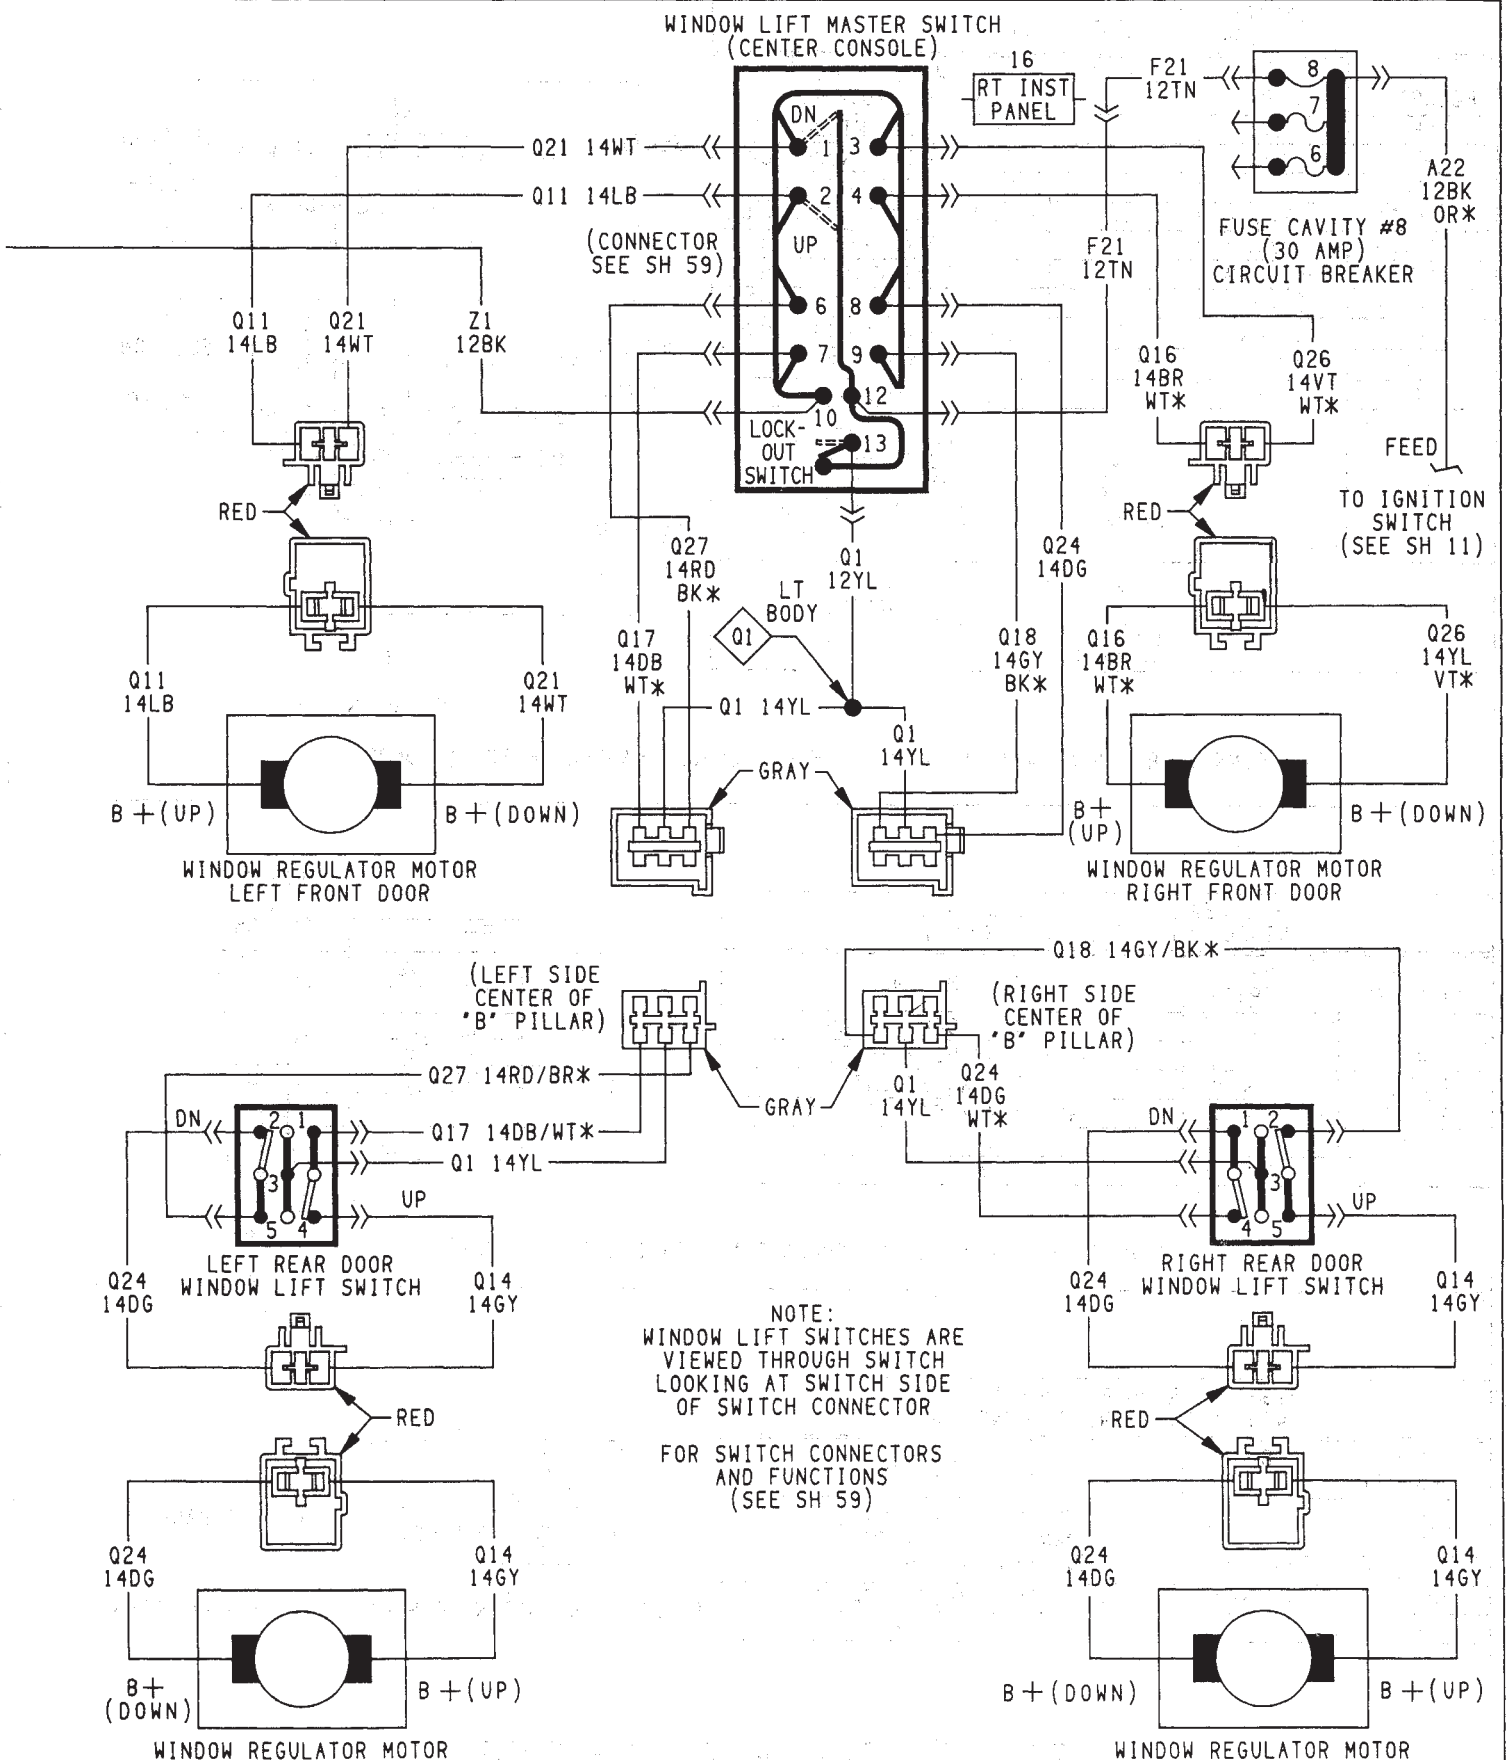 WINDOW LIFT MASTER SWITCH
(CENTER CONSOLE)
16
RT INST
PANEL
F21
12TN
8
7
6
A22
12BK
OR*
FUSE CAVITY #8
(30 AMP)
CIRCUIT BREAKER
Q21 14WT
Q11 14LB
DN
1 3
2 4
UP
(CONNECTOR
SEE SH 59)
6 8
7 9
12
10
LOCK-
OUT
SWITCH
13
F21
12TN
Q11
14LB
Q21
14WT
Z1
12BK
Q16
14BR
WT*
Q26
14VT
WT*
FEED
TO IGNITION
SWITCH
(SEE SH 11)
RED
RED
Q27
14RD
BK*
Q1
12YL
Q24
14DG
LT
BODY
Q1
Q17
14DB
WT*
Q18
14GY
BK*
Q16
14BR
WT*
Q26
14YL
VT*
Q11
14LB
Q21
14WT
Q1 14YL
Q1
14YL
GRAY
B+(UP)
B+(DOWN)
B+
(UP)
B+(DOWN)
WINDOW REGULATOR MOTOR
LEFT FRONT DOOR
WINDOW REGULATOR MOTOR
RIGHT FRONT DOOR
Q18 14GY/BK*
(LEFT SIDE
CENTER OF
"B" PILLAR)
(RIGHT SIDE
CENTER OF
"B" PILLAR)
Q27 14RD/BR*
GRAY
Q1
14YL
Q24
14DG
WT*
DN
2 1
3
5 4
Q17 14DB/WT*
Q1 14YL
UP
DN
1 2
3
4 5
UP
LEFT REAR DOOR
WINDOW LIFT SWITCH
RIGHT REAR DOOR
WINDOW LIFT SWITCH
Q24
14DG
Q14
14GY
Q24
14DG
Q14
14GY
NOTE:
WINDOW LIFT SWITCHES ARE
VIEWED THROUGH SWITCH
LOOKING AT SWITCH SIDE
OF SWITCH CONNECTOR
RED
RED
FOR SWITCH CONNECTORS
AND FUNCTIONS
(SEE SH 59)
Q24
14DG
Q14
14GY
Q24
14DG
Q14
14GY
B+
(DOWN)
B+(UP)
B+(DOWN)
B+(UP)
WINDOW REGULATOR MOTOR
WINDOW REGULATOR MOTOR